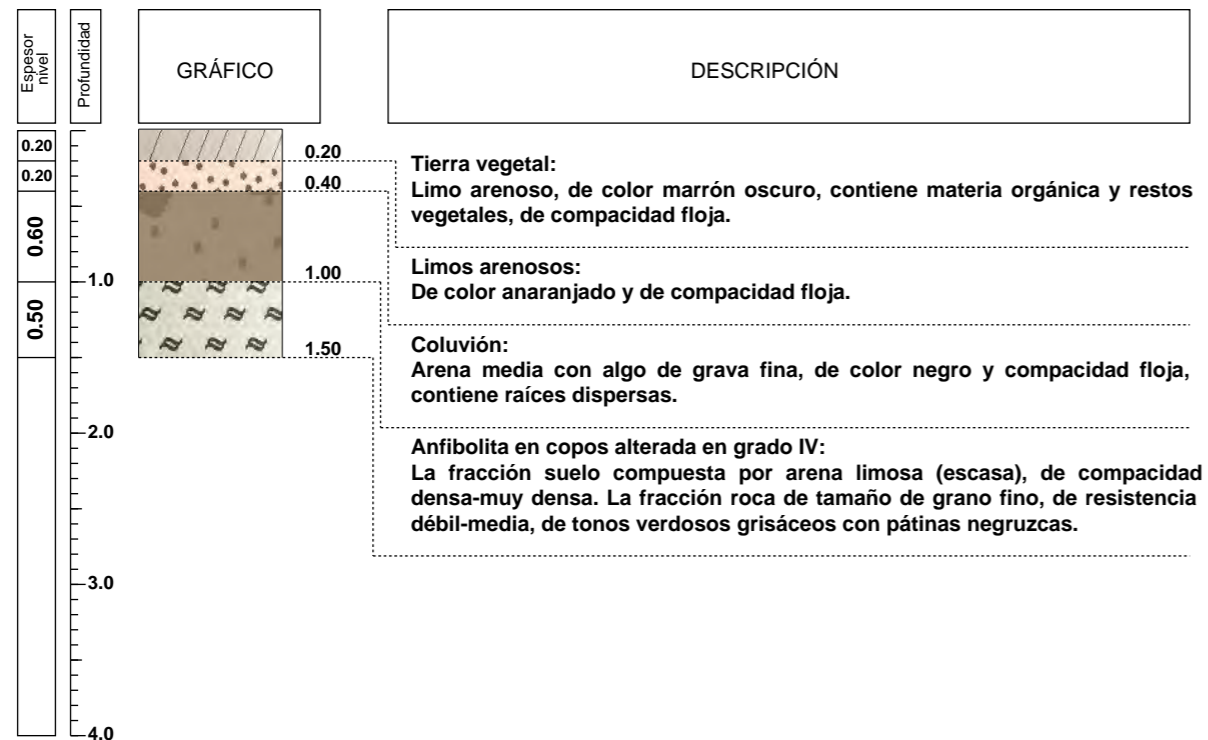 Espesor
nivel
Profundidad
GRÁFICO
DESCRIPCIÓN
0.20
0.20
0.60
0.50
1.0
2.0
3.0
4.0
0.20
0.40
1.00
1.50
Tierra vegetal:
Limo arenoso, de color marrón oscuro, contiene materia orgánica y restos
vegetales, de compacidad floja.
Limos arenosos:
De color anaranjado y de compacidad floja.
Coluvión:
Arena media con algo de grava fina, de color negro y compacidad floja,
contiene raíces dispersas.
Anfibolita en copos alterada en grado IV:
La fracción suelo compuesta por arena limosa (escasa), de compacidad
densa-muy densa. La fracción roca de tamaño de grano fino, de resistencia
débil-media, de tonos verdosos grisáceos con pátinas negruzcas.